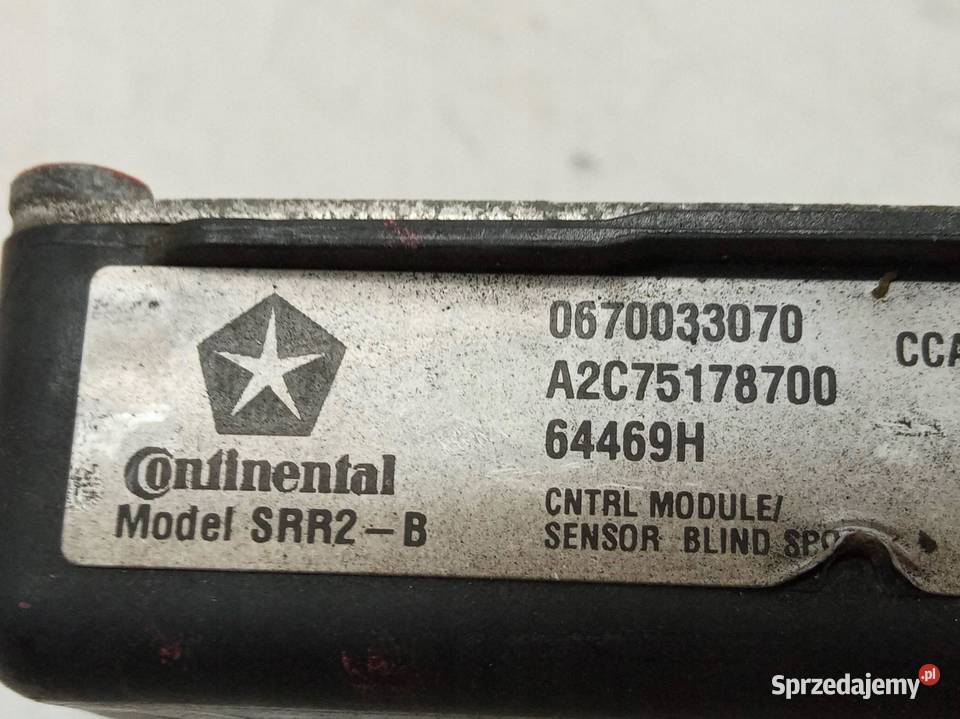 0670033070
CCA
A2C75178700
64469H
Continental
Model SRR2-B
CNTRL MODULE/
SENSOR BLIND
Sprzedajemy.pl